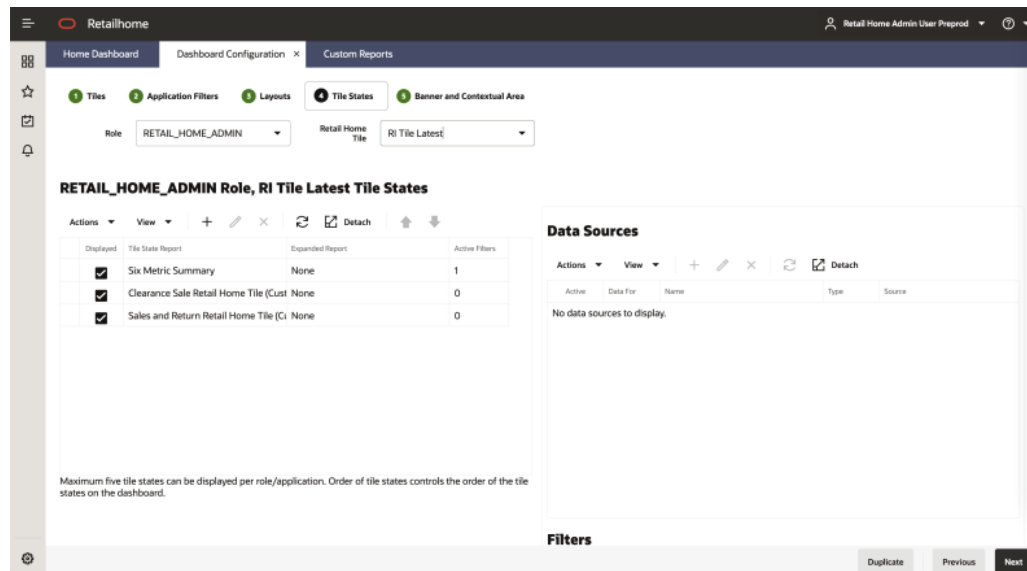 Retailhome
Retail Home Admin User Preprod
Home Dashboard
Dashboard Configuration ×
Custom Reports
1 Tiles
2 Application Filters
3 Layouts
4 Tile States
5 Banner and Contextual Area
Role
RETAIL_HOME_ADMIN
Retail Home
Tile
RI Tile Latest
RETAIL_HOME_ADMIN Role, RI Tile Latest Tile States
Actions
View
Detach
Displayed Tile State Report Expanded Report Active Filters
Six Metric Summary None 1
Clearance Sale Retail Home Tile (Cust None 0
Sales and Return Retail Home Tile (Cu None 0
Maximum five tile states can be displayed per role/application. Order of tile states controls the order of the tile
states on the dashboard.
Data Sources
Actions
View
Detach
Active Data For Name Type Source
No data sources to display.
Filters
Duplicate
Previous
Next